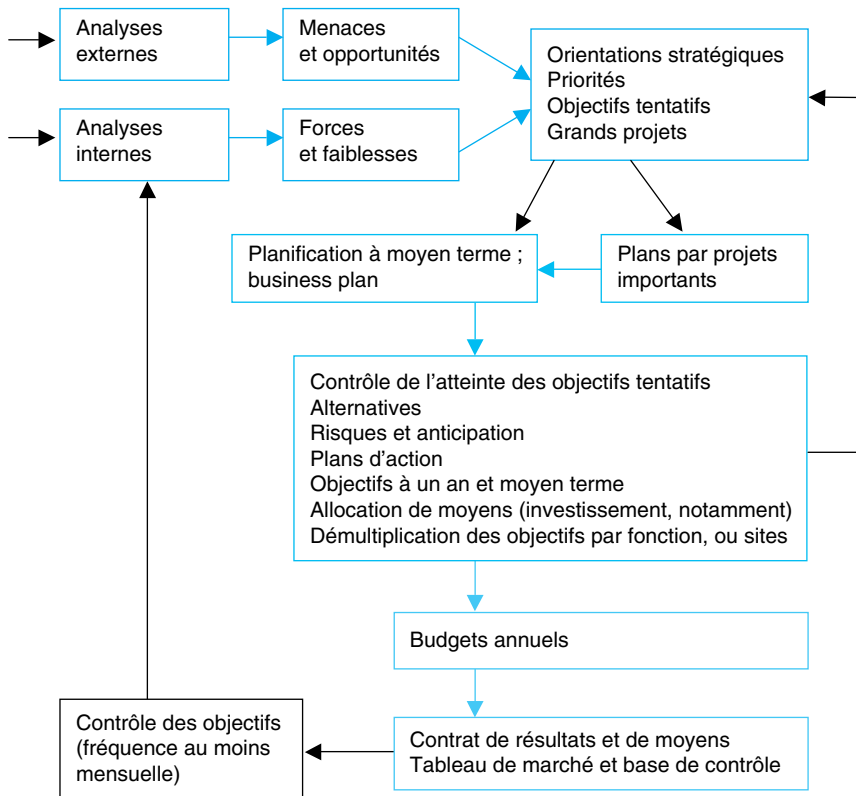 Analyses
externes
Menaces
et opportunités
Orientations stratégiques
Priorités
Objectifs tentatifs
Grands projets
Analyses
internes
Forces
et faiblesses
Planification à moyen terme ;
business plan
Plans par projets
importants
Contrôle de l'atteinte des objectifs tentatifs
Alternatives
Risques et anticipation
Plans d'action
Objectifs à un an et moyen terme
Allocation de moyens (investissement, notamment)
Démultiplication des objectifs par fonction, ou sites
Budgets annuels
Contrat de résultats et de moyens
Tableau de marché et base de contrôle
Contrôle des objectifs
(fréquence au moins
mensuelle)